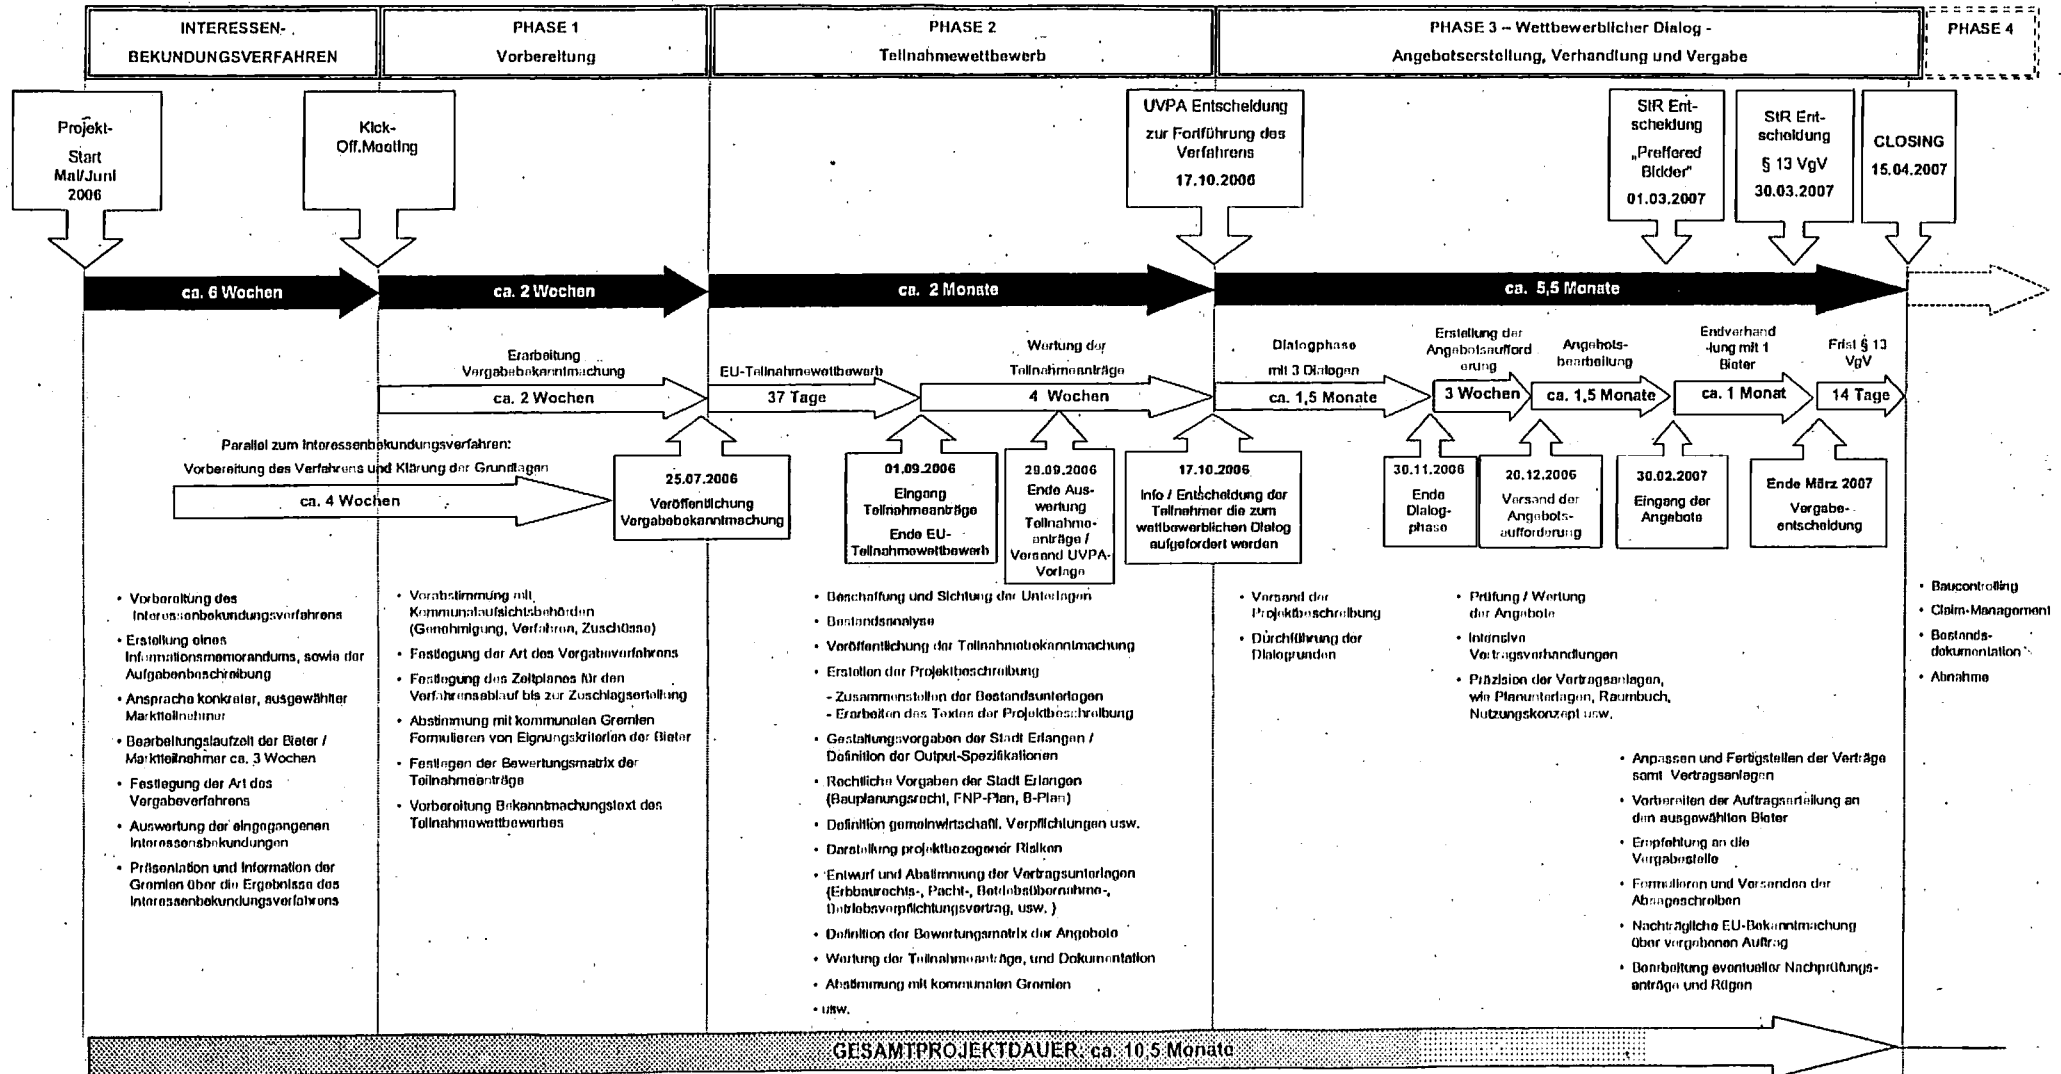 INTERESSEN-
BEKUNDUNGSVERFAHREN
PHASE 1
Vorbereitung
PHASE 2
Teilnahmewettbewerb
PHASE 3 – Wettbewerblicher Dialog -
Angebotserstellung, Verhandlung und Vergabe
PHASE 4
Projekt-
Start
Mai/Juni
2006
Kick-
Off.Meeting
UVPA Entscheidung
zur Fortführung des
Verfahrens
17.10.2006
StR Ent-
scheidung
„Preffered
Bidder"
01.03.2007
StR Ent-
scheidung
§ 13 VgV
30.03.2007
CLOSING
15.04.2007
ca. 6 Wochen
ca. 2 Wochen
ca. 2 Monate
ca. 5,5 Monate
Erarbeitung
Vergabebekanntmachung
ca. 2 Wochen
EU-Teilnahmewettbewerb
37 Tage
Wertung der
Teilnahmeanträge
4 Wochen
Dialogphase
mit 3 Dialogen
ca. 1,5 Monate
Erstellung der
Angebotsaufford
erung
3 Wochen
Angebots-
bearbeitung
ca. 1,5 Monate
Endverhand
-lung mit 1
Bieter
ca. 1 Monat
Frist § 13
VgV
14 Tage
Parallel zum Interessenbekundungsverfahren:
Vorbereitung des Verfahrens und Klärung der Grundlagen
ca. 4 Wochen
25.07.2006
Veröffentlichung
Vergabebekanntmachung
01.09.2006
Eingang
Teilnahmeanträge
Ende EU-
Teilnahmewettbewerb
29.09.2006
Ende Aus-
wertung
Teilnahme-
anträge /
Versand UVPA-
Vorlage
17.10.2006
Info / Entscheidung der
Teilnehmer die zum
wettbewerblichen Dialog
aufgefordert werden
30.11.2006
Ende
Dialog-
phase
20.12.2006
Versand der
Angebots-
aufforderung
30.02.2007
Eingang der
Angebote
Ende März 2007
Vergabe-
entscheidung
• Vorbereitung des
Interessenbekundungsverfahrens
• Erstellung eines
Informationsmemorandums, sowie der
Aufgabenbeschreibung
• Ansprache konkreter, ausgewählter
Marktteilnehmer
• Bearbeitungslaufzeit der Bieter /
Marktteilnehmer ca. 3 Wochen
• Festlegung der Art des
Vergabeverfahrens
• Auswertung der eingegangenen
Interessensbekundungen
• Präsentation und Information der
Gremien über die Ergebnisse des
Interessenbekundungsverfahrens
• Vorabstimmung mit
Kommunalaufsichtsbehörden
(Genehmigung, Verfahren, Zuschüsse)
• Festlegung der Art des Vergabeverfahrens
• Festlegung des Zeitplanes für den
Verfahrensablauf bis zur Zuschlagserteilung
• Abstimmung mit kommunalen Gremien
Formulieren von Eignungskriterien der Bieter
• Festlegen der Bewertungsmatrix der
Teilnahmeanträge
• Vorbereitung Bekanntmachungstext des
Teilnahmewettbewerbes
• Beschaffung und Sichtung der Unterlagen
• Bestandsanalyse
• Veröffentlichung der Teilnahmebekanntmachung
• Erstellen der Projektbeschreibung
- Zusammenstellen der Bestandsunterlagen
- Erarbeiten des Textes der Projektbeschreibung
• Gestaltungsvorgaben der Stadt Erlangen /
Definition der Output-Spezifikationen
• Rechtliche Vorgaben der Stadt Erlangen
(Bauplanungsrecht, FNP-Plan, B-Plan)
• Definition gemeinwirtschaftl. Verpflichtungen usw.
• Darstellung projektbezogener Risiken
• Entwurf und Abstimmung der Vertragsunterlagen
(Erbbaurechts-, Pacht-, Betriebsübernahme-,
Betriebsverpflichtungsvertrag, usw. )
• Definition der Bewertungsmatrix der Angebote
• Wertung der Teilnahmeanträge, und Dokumentation
• Abstimmung mit kommunalen Gremien
• usw.
• Versand der
Projektbeschreibung
• Durchführung der
Dialogrunden
• Prüfung / Wertung
der Angebote
• Intensive
Vertragsverhandlungen
• Präzision der Vertragsanlagen,
wie Planunterlagen, Raumbuch,
Nutzungskonzept usw.
• Anpassen und Fertigstellen der Verträge
samt Vertragsanlagen
• Vorbereiten der Auftragserteilung an
den ausgewählten Bieter
• Empfehlung an die
Vergabestelle
• Formulieren und Versenden der
Absageschreiben
• Nachträgliche EU-Bekanntmachung
über vergebenen Auftrag
• Bearbeitung eventueller Nachprüfungs-
anträge und Rügen
• Baucontrolling
• Claim-Management
• Bestands-
dokumentation
• Abnahme
GESAMTPROJEKTDAUER, ca. 10,5 Monate